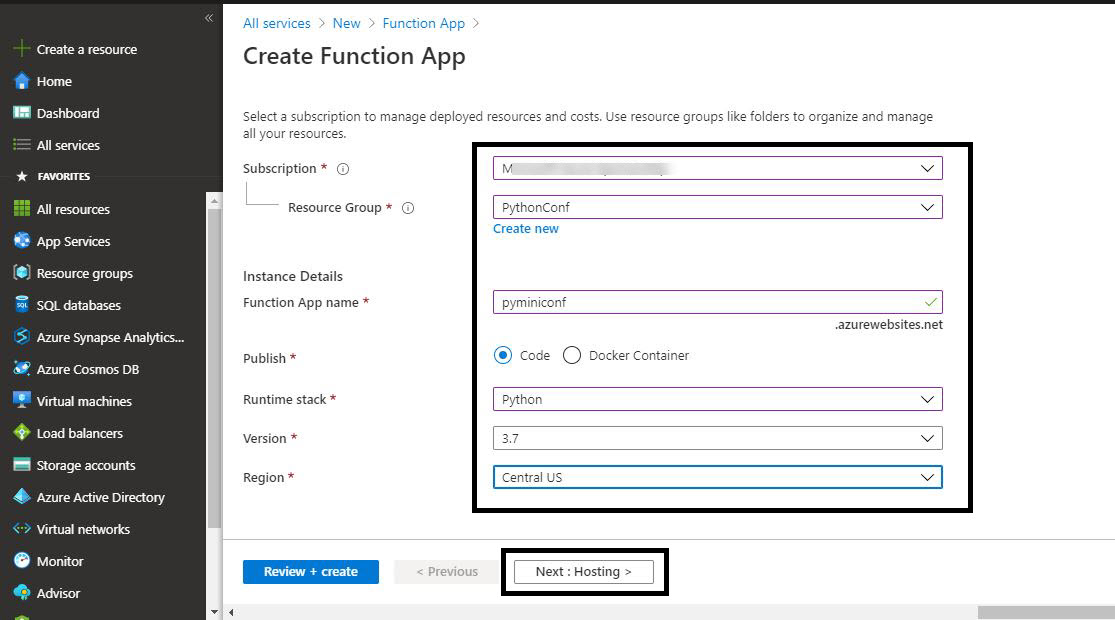 «
Create a resource
Home
Dashboard
All services
FAVORITES
All resources
App Services
Resource groups
SQL databases
Azure Synapse Analytics...
Azure Cosmos DB
Virtual machines
Load balancers
Storage accounts
Azure Active Directory
Virtual networks
Monitor
Advisor
All services > New > Function App >
Create Function App
Select a subscription to manage deployed resources and costs. Use resource groups like folders to organize and manage
all your resources.
Subscription *
Resource Group * PythonConf
Create new
Instance Details
Function App name * pyminiconf
.azurewebsites.net
Publish * Code Docker Container
Runtime stack * Python
Version * 3.7
Region * Central US
Review + create < Previous Next : Hosting >